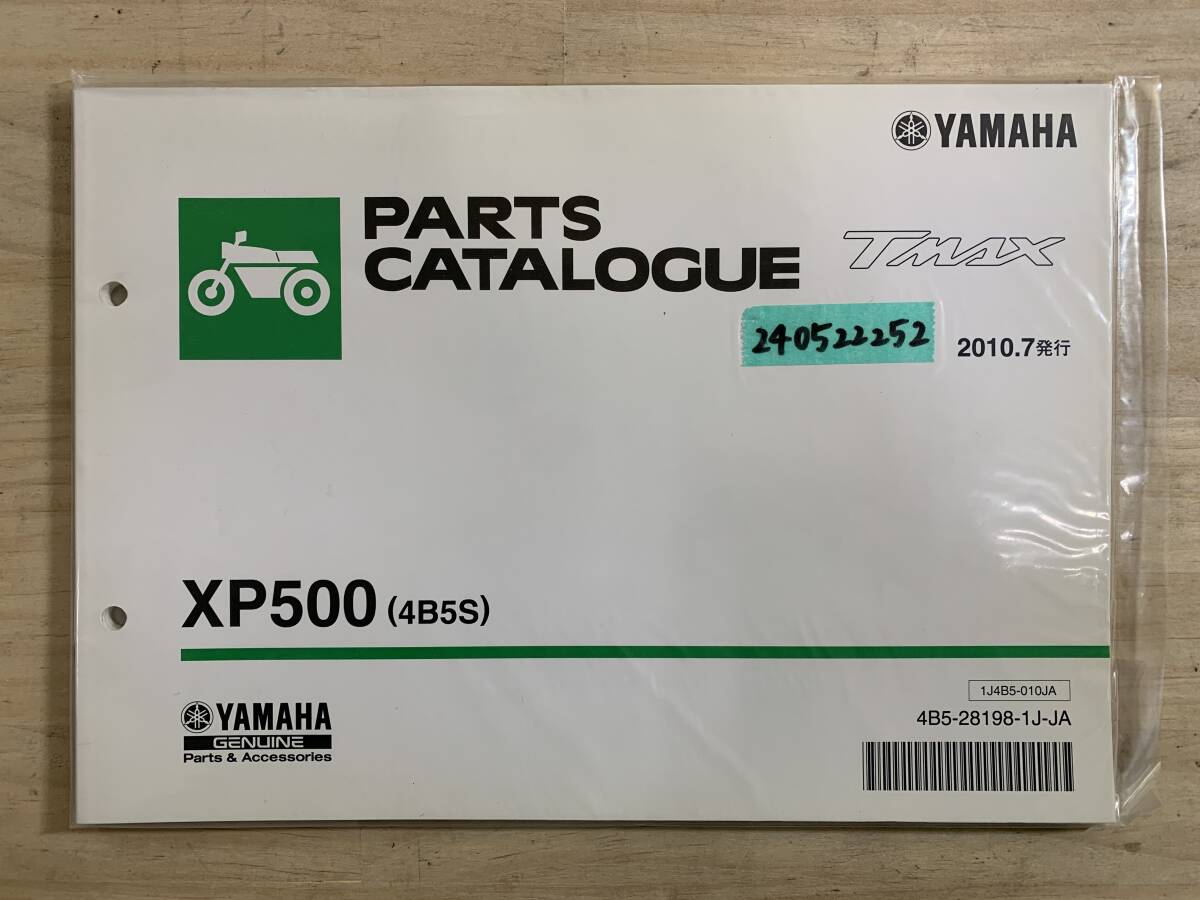 YAMAHA
PARTS
CATALOGUE
TMAX
240522252
2010.7発行
XP500 (4B5S)
1J4B5-010JA
4B5-28198-1J-JA
YAMAHA
GENUINE
Parts & Accessories